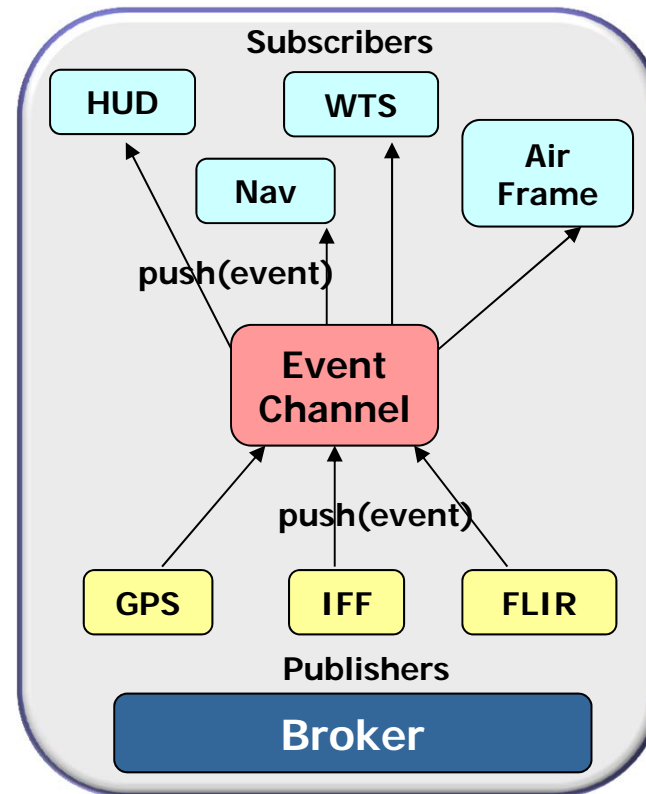 Subscribers
HUD
WTS
Nav
Air
Frame
push(event)
Event
Channel
push(event)
GPS
IFF
FLIR
Publishers
Broker